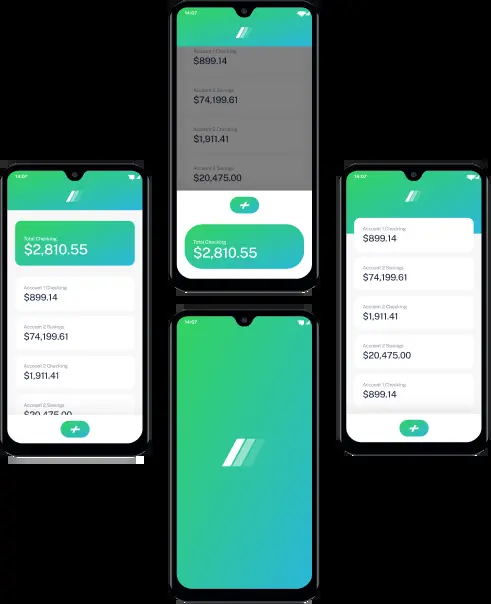 14:07
Account 1 Checking
$899.14
Account 2 Savings
$74,199.61
Account 2 Checking
$1,911.41
Account 2 Savings
$20,475.00
Total Checking
$2,810.55
14:07
Total Checking
$2,810.55
Account 1 Checking
$899.14
Account 2 Savings
$74,199.61
Account 2 Checking
$1,911.41
Account 2 Savings
$20,475.00
14:07
Account 1 Checking
$899.14
Account 2 Savings
$74,199.61
Account 2 Checking
$1,911.41
Account 2 Savings
$20,475.00
Account 1 Checking
$899.14
14:07